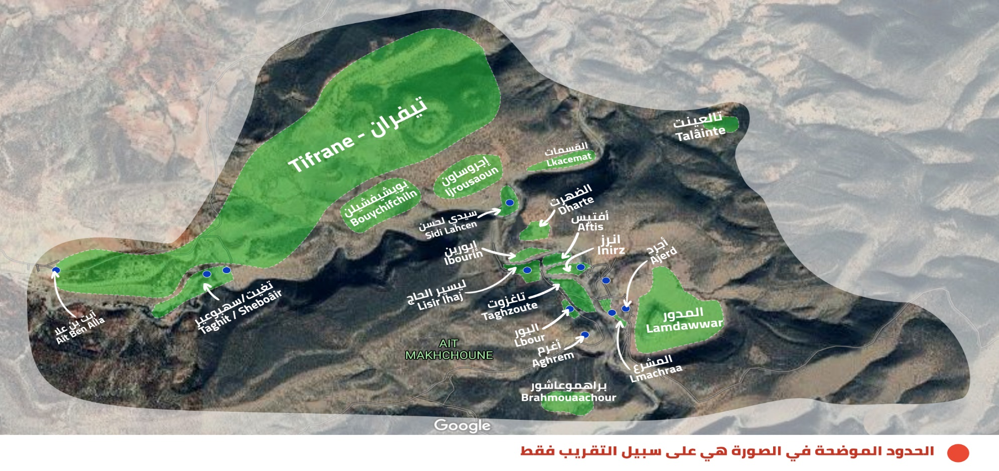 تيفران - Tifrane
تالعينت
Talâinte
القسمات
Lkacemat
إجروساون
Ijrousaoun
بويشيفشيلن
Bouychifchiln
الضهرت
Dharte
سيدي لحسن
Sidi Lahcen
أفتيس
Aftis
انرز
Inirz
إبورين
Ibourin
أجرد
Ajerd
تغيت/سهبوعير
Taghit / Sheboâir
ليسير الحاج
Lisir lhaj
تاغزوت
Taghzoute
آيت بن علا
Ait Ben Alla
المدور
Lamdawwar
البور
Lbour
أغرم
Aghrem
AIT
MAKHCHOUNE
المشرع
Lmachraa
براهموعاشور
Brahmouaachour
Google
الحدود الموضحة في الصورة هي على سبيل التقريب فقط